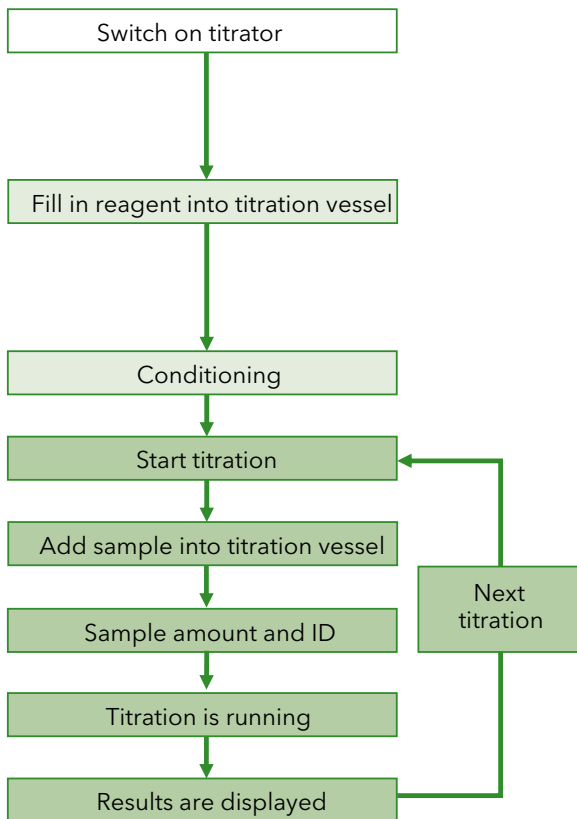 Switch on titrator
Fill in reagent into titration vessel
Conditioning
Start titration
Add sample into titration vessel
Sample amount and ID
Titration is running
Results are displayed
Next
titration